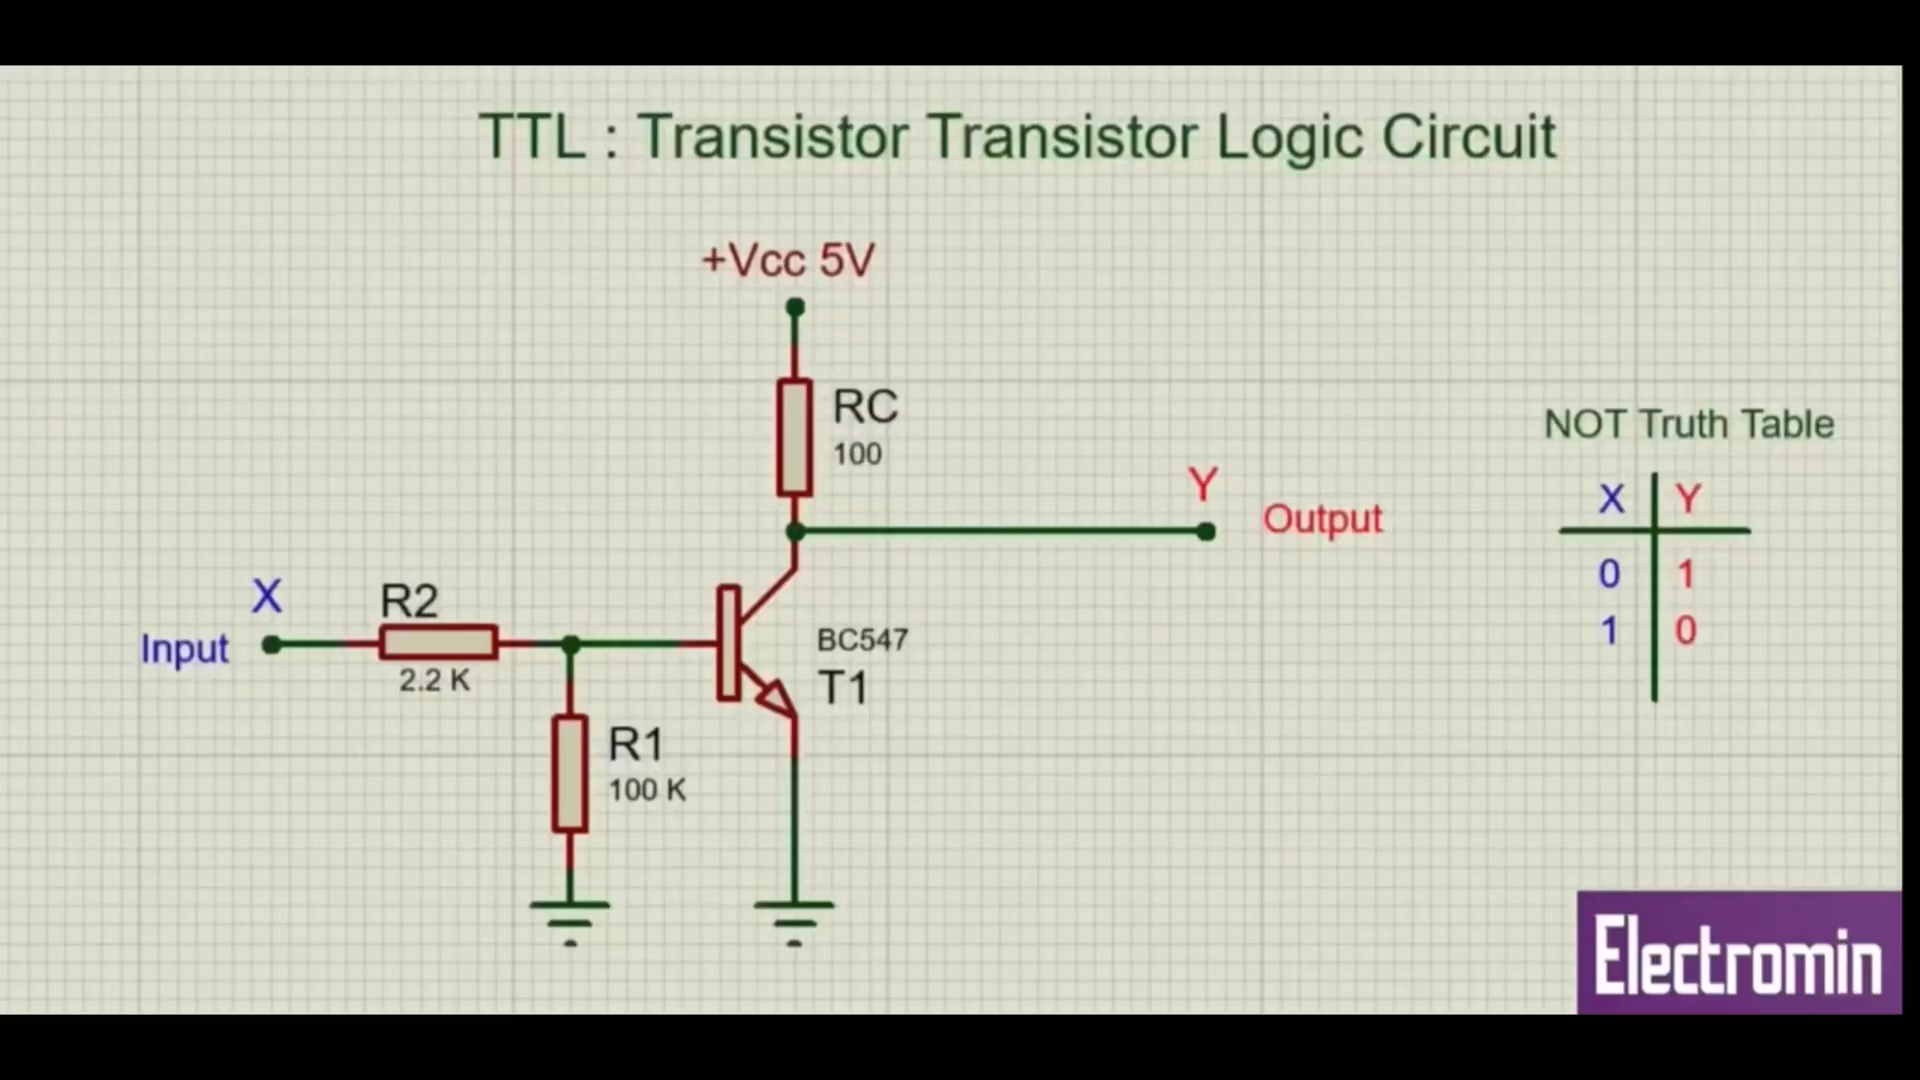 TTL : Transistor Transistor Logic Circuit
+Vcc 5V
RC
100
NOT Truth Table
X Y
0 1
1 0
Y
Output
X
Input
R2
2.2 K
BC547
T1
R1
100 K
Electromin